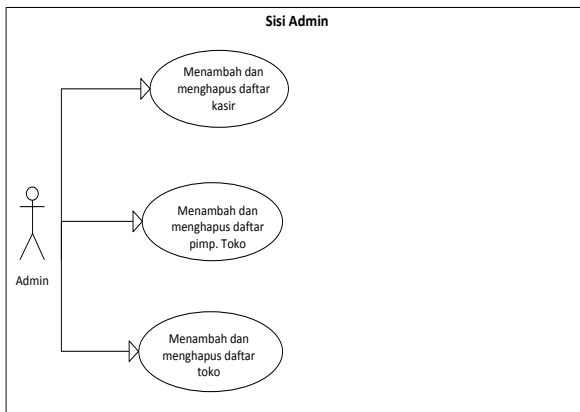 Sisi Admin
Menambah dan
menghapus daftar
kasir
Menambah dan
menghapus daftar
pimp. Toko
Admin
Menambah dan
menghapus daftar
toko